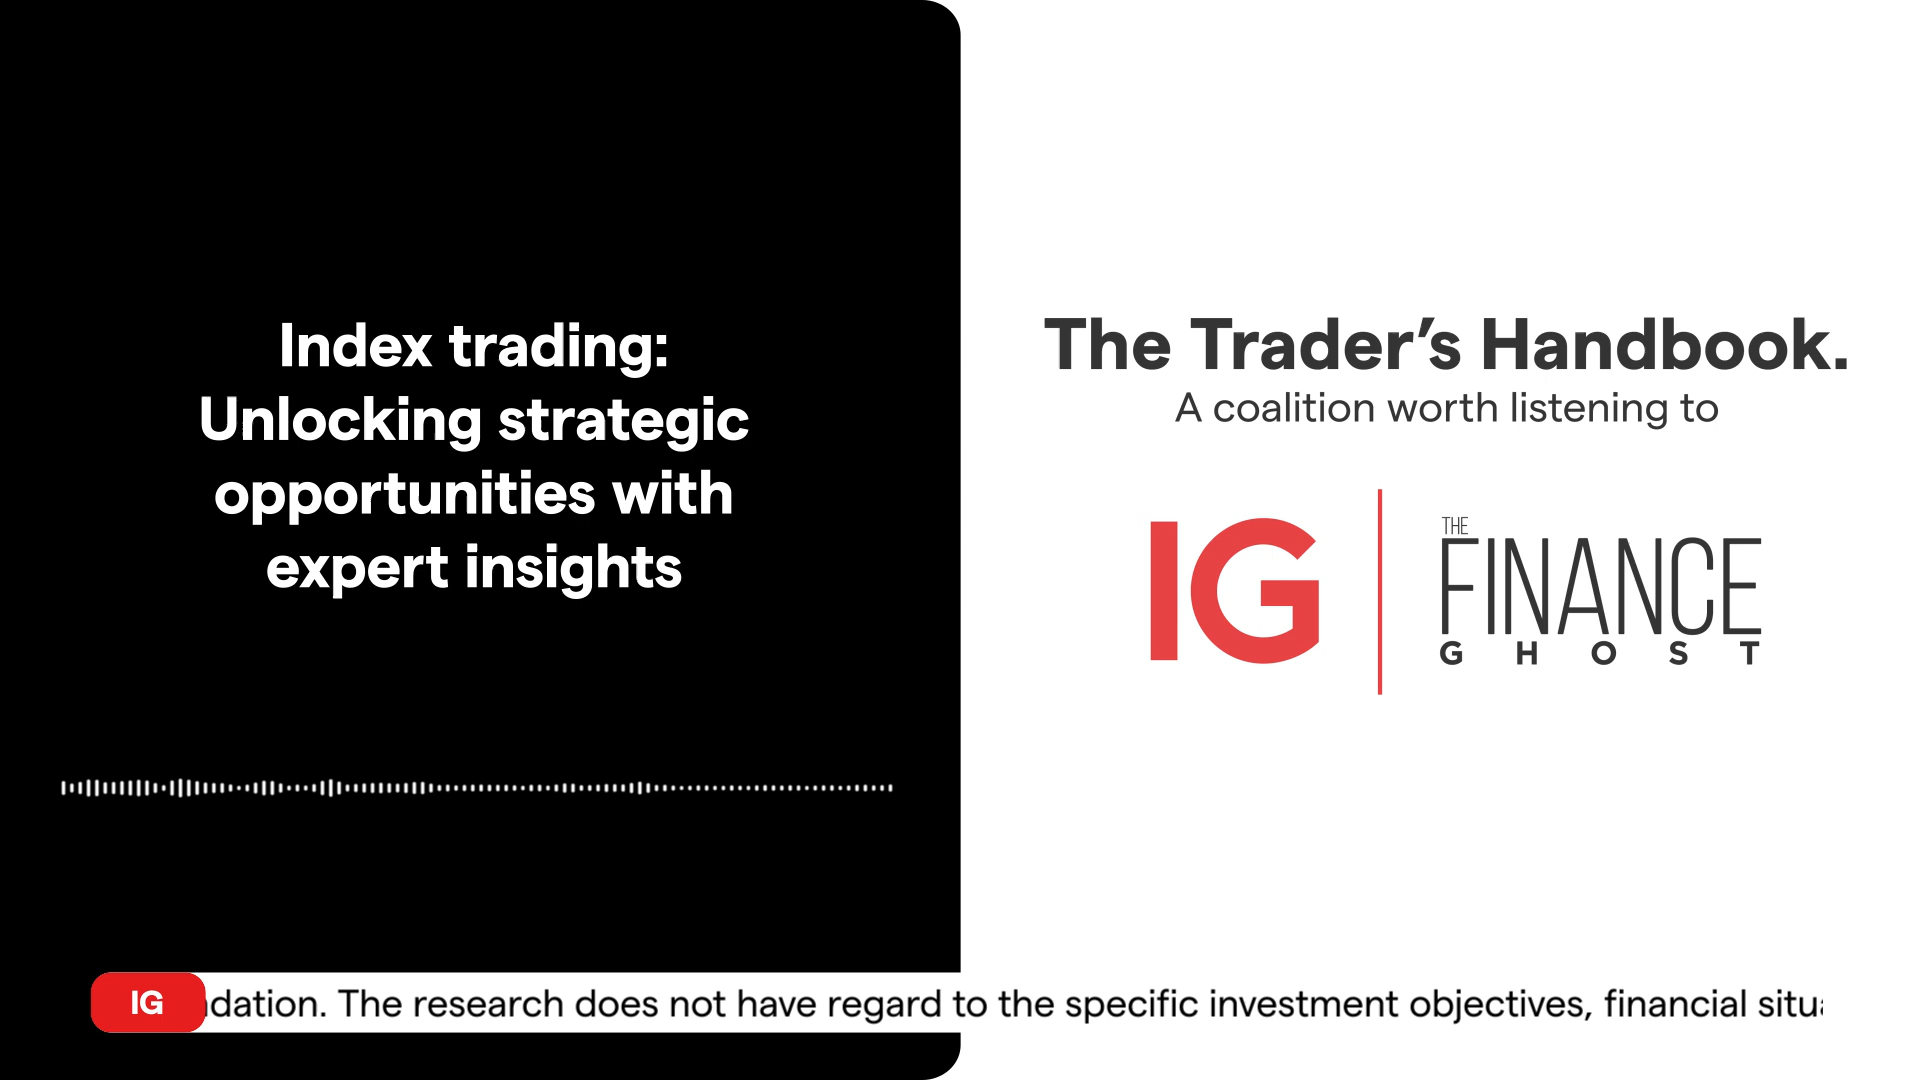 Index trading:
Unlocking strategic
opportunities with
expert insights
The Trader’s Handbook.
A coalition worth listening to
IG
THE
FINANCE
GHOST
IG
dation. The research does not have regard to the specific investment objectives, financial situ